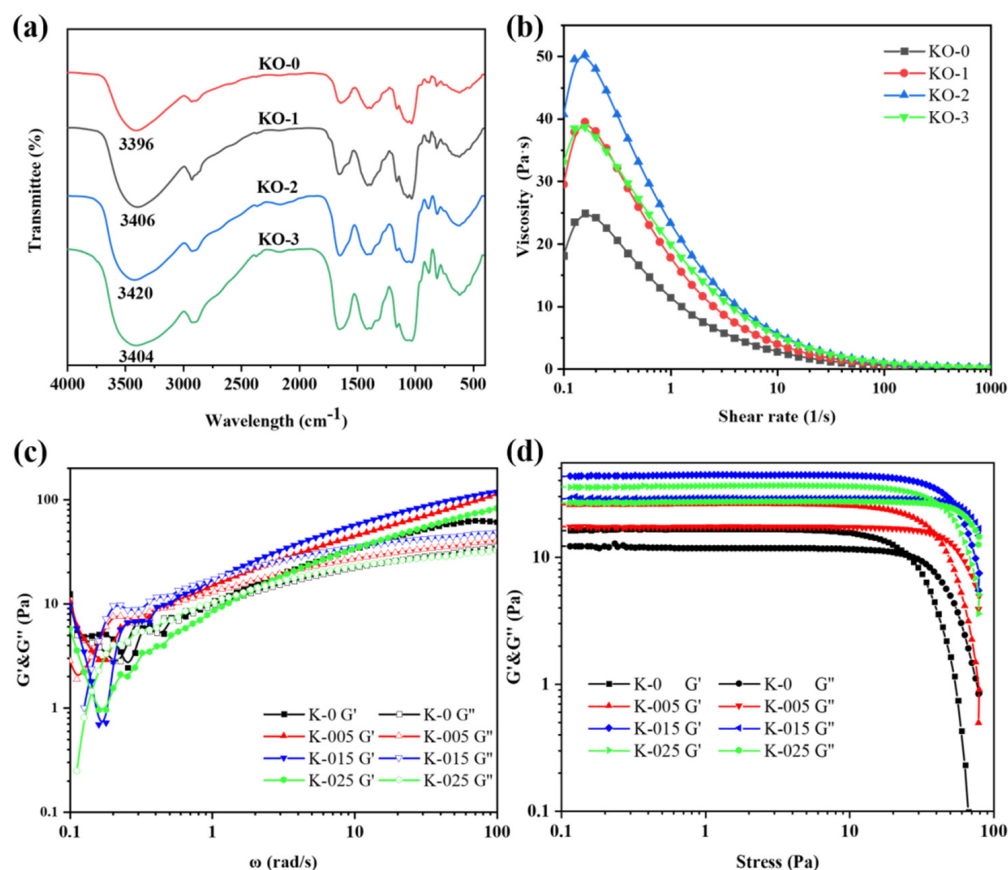 (a)
Transmittee (%)
KO-0
3396
KO-1
3406
KO-2
3420
KO-3
3404
4000 3500 3000 2500 2000 1500 1000 500
Wavelength (cm-1)
(b)
Viscosity (Pa·s)
50
40
30
20
10
0
KO-0
KO-1
KO-2
KO-3
0.1 1 10 100 1000
Shear rate (1/s)
(c)
G'&G'' (Pa)
100
10
1
0.1
K-0 G' K-0 G''
K-005 G' K-005 G''
K-015 G' K-015 G''
K-025 G' K-025 G''
0.1 1 10 100
ω (rad/s)
(d)
G'&G'' (Pa)
10
1
0.1
K-0 G' K-0 G''
K-005 G' K-005 G''
K-015 G' K-015 G''
K-025 G' K-025 G''
0.1 1 10 100
Stress (Pa)